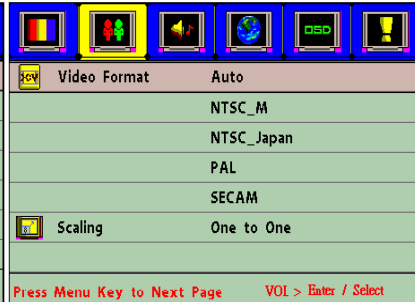 OSD
Video Format Auto
NTSC_M
NTSC_Japan
PAL
SECAM
Scaling One to One
Press Menu Key to Next Page VOL > Enter / Select